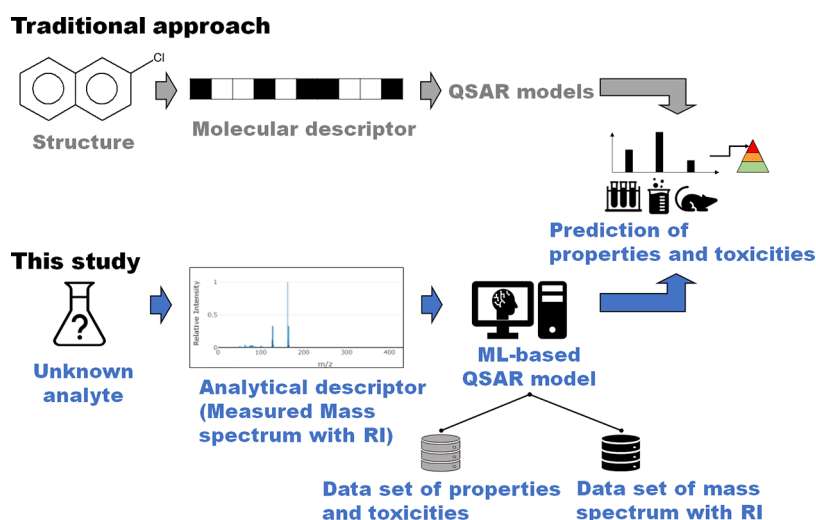 Traditional approach
Cl
Structure
Molecular descriptor
QSAR models
Prediction of
properties and toxicities
This study
?
Unknown
analyte
Relative Intensity
1
0.5
0
0
100
200
300
400
m/z
Analytical descriptor
(Measured Mass
spectrum with RI)
ML-based
QSAR model
Data set of properties
and toxicities
Data set of mass
spectrum with RI